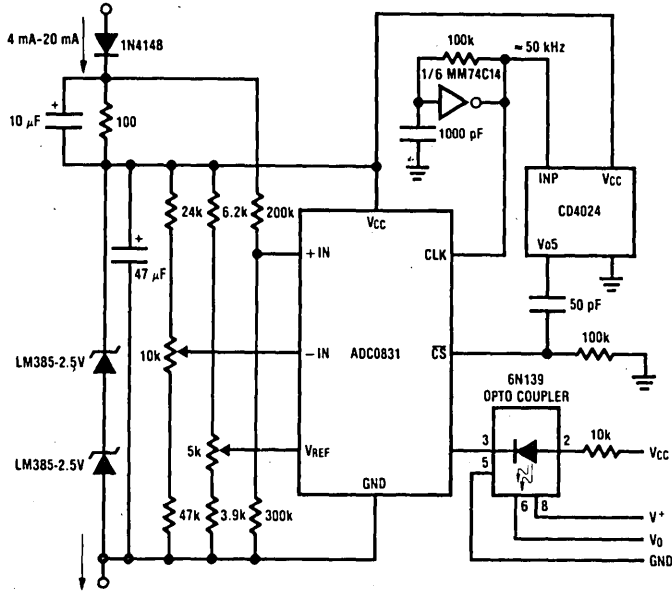 4 mA-20 mA
1N4148
10 µF
+
100
100k
≈ 50 kHz
1/6 MM74C14
1000 pF
INP
VCC
CD4024
VO5
24k
6.2k
200k
VCC
+
47 µF
+IN
CLK
50 pF
LM385-2.5V
10k
−IN
ADC0831
CS
100k
6N139
OPTO COUPLER
LM385-2.5V
5k
VREF
3
2
10k
VCC
5
GND
47k
3.9k
300k
6
8
V+
VO
GND